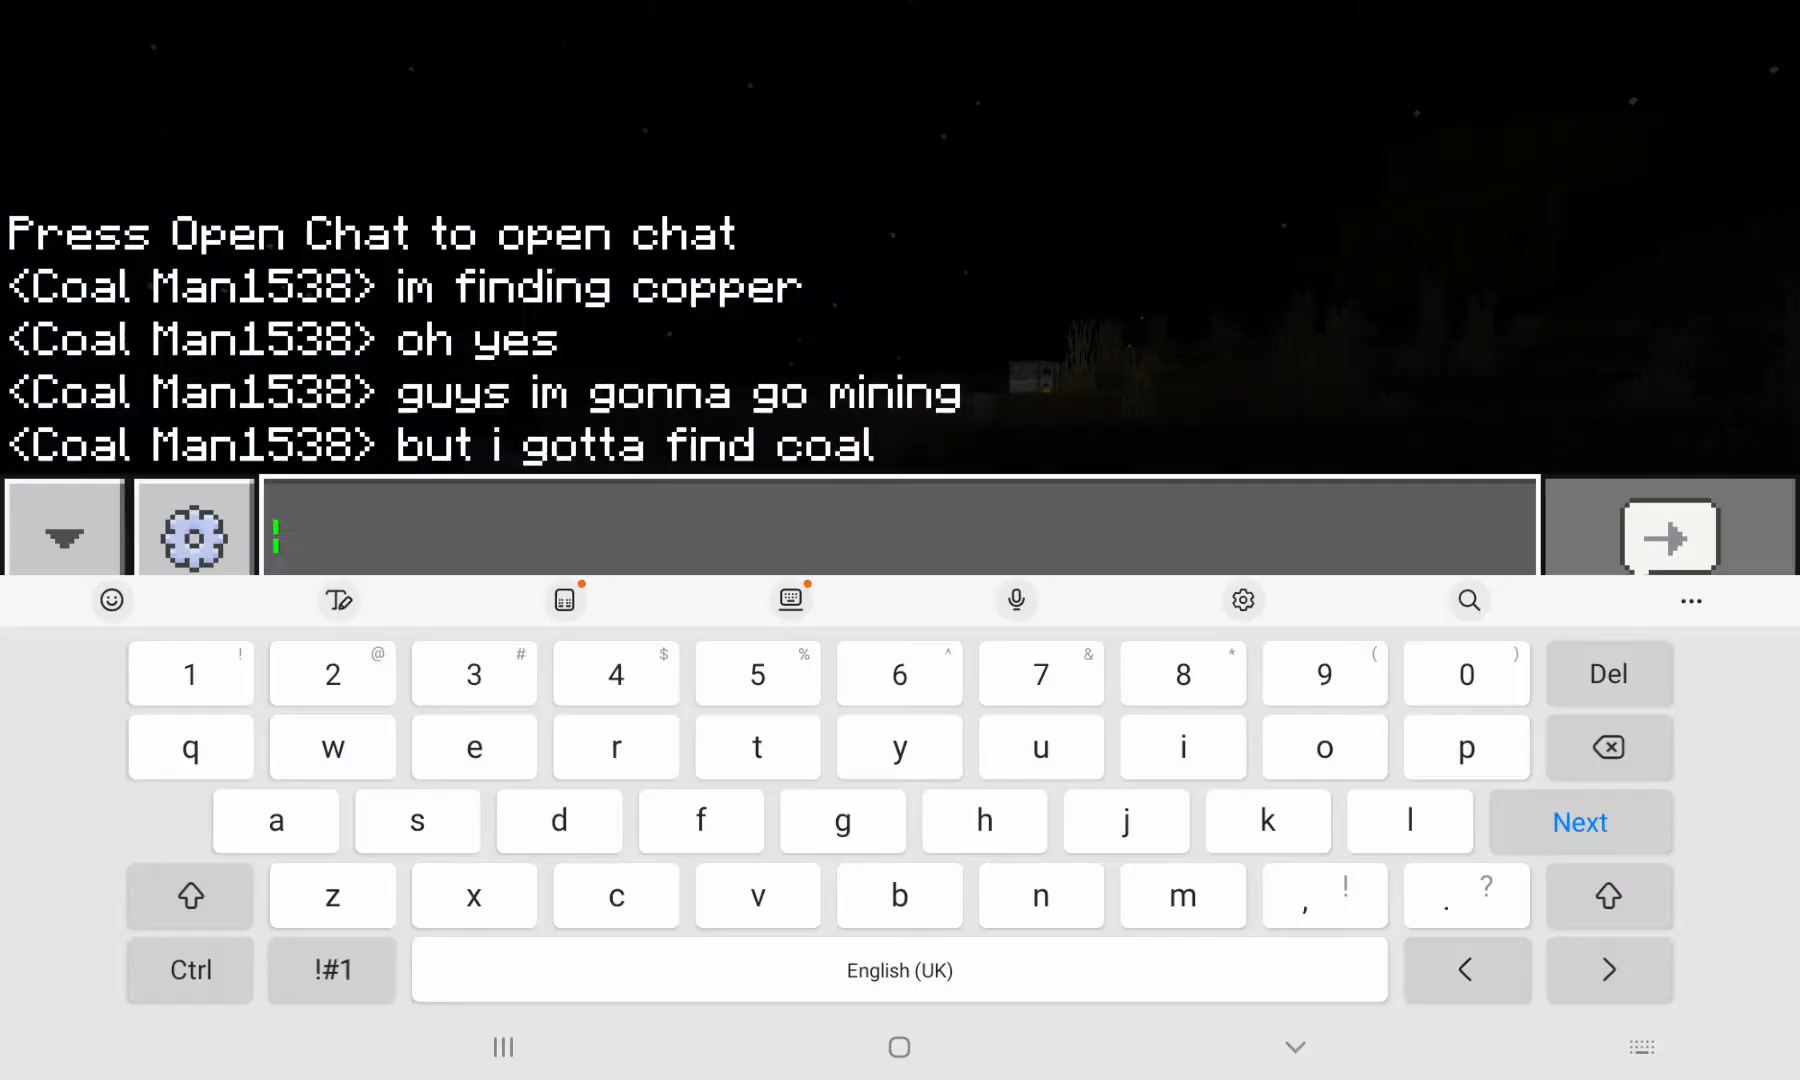 Press Open Chat to open chat
<Coal Man1538> im finding copper
<Coal Man1538> oh yes
<Coal Man1538> guys im gonna go mining
<Coal Man1538> but i gotta find coal
1 ! 2 @ 3 # 4 $ 5 % 6 ^ 7 & 8 * 9 ( 0 ) Del
q w e r t y u i o p
a s d f g h j k l Next
z x c v b n m , ! . ?
Ctrl !#1 English (UK) < >